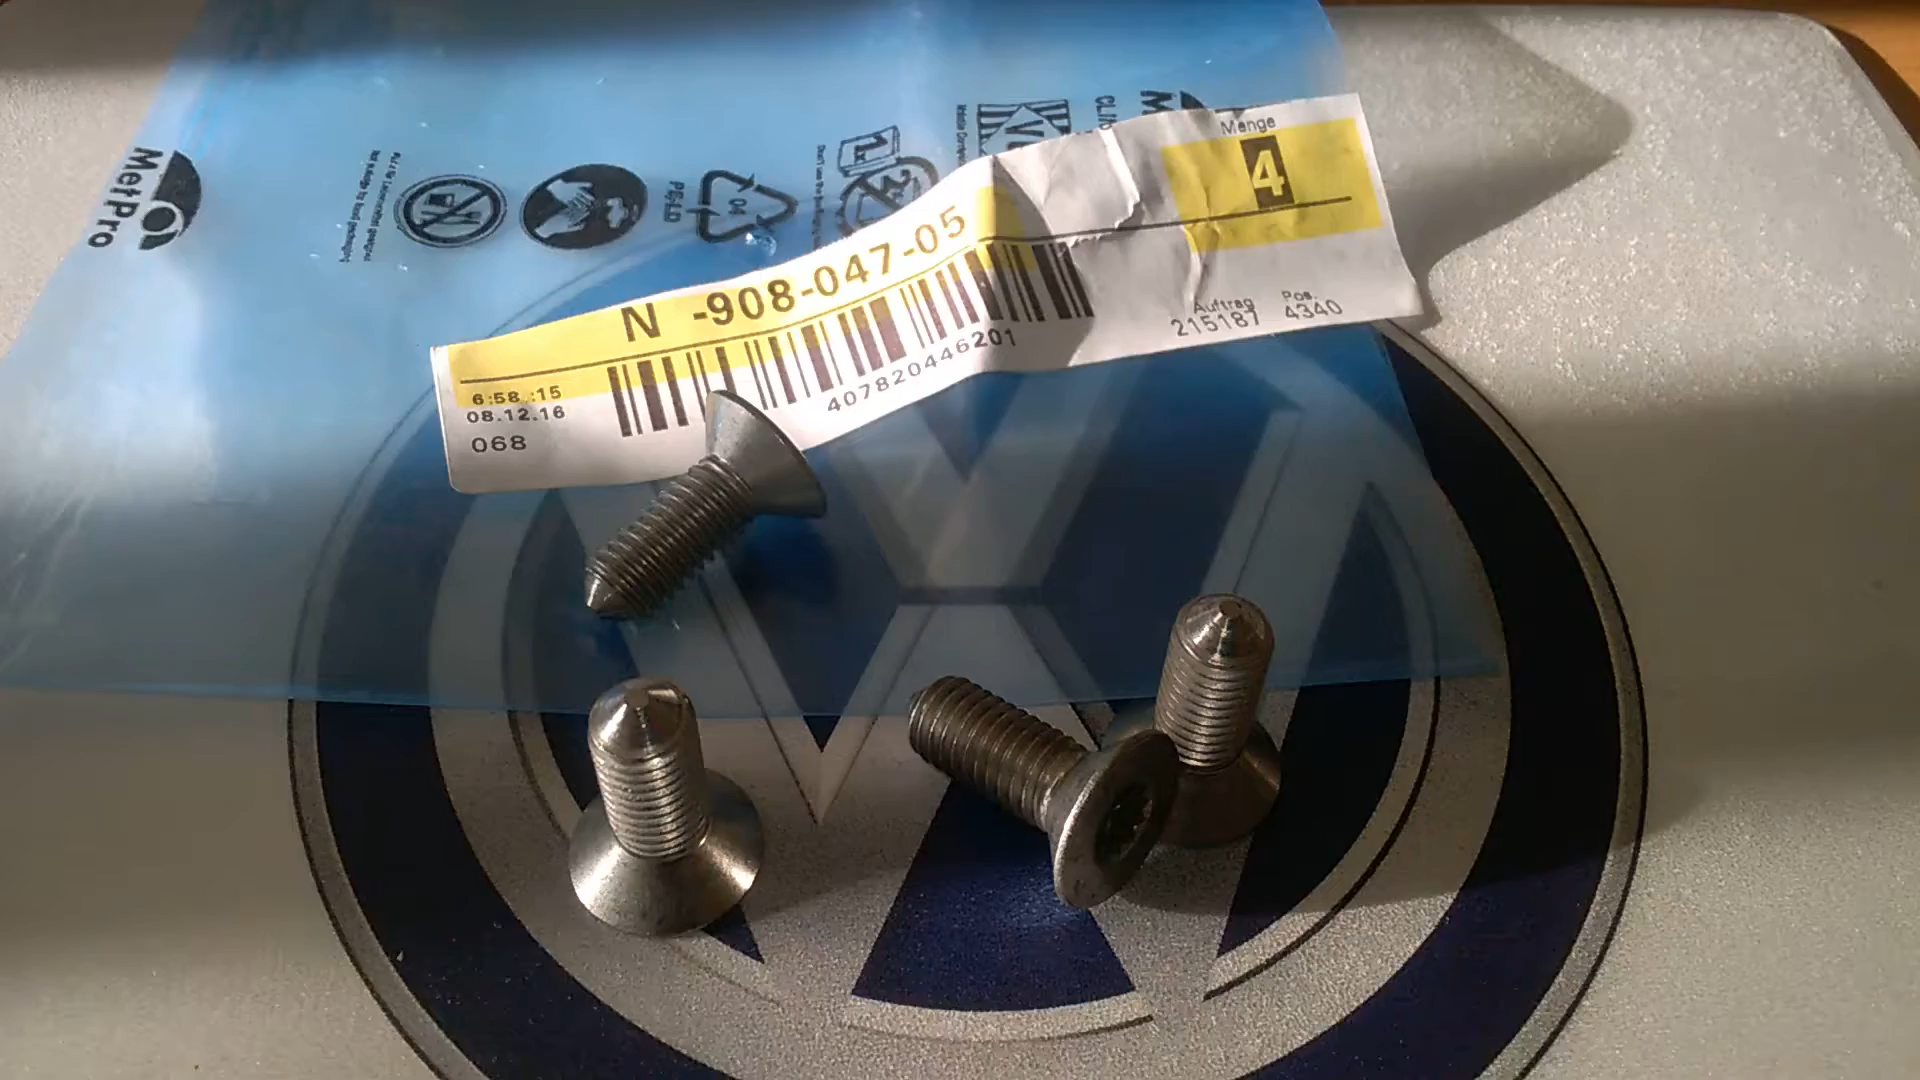 MetPro
PE-LD
04
Menge
4
N -908-047-05
407820446201
Auftrag Pos.
215187 4340
6:58 :15
08.12.16
068